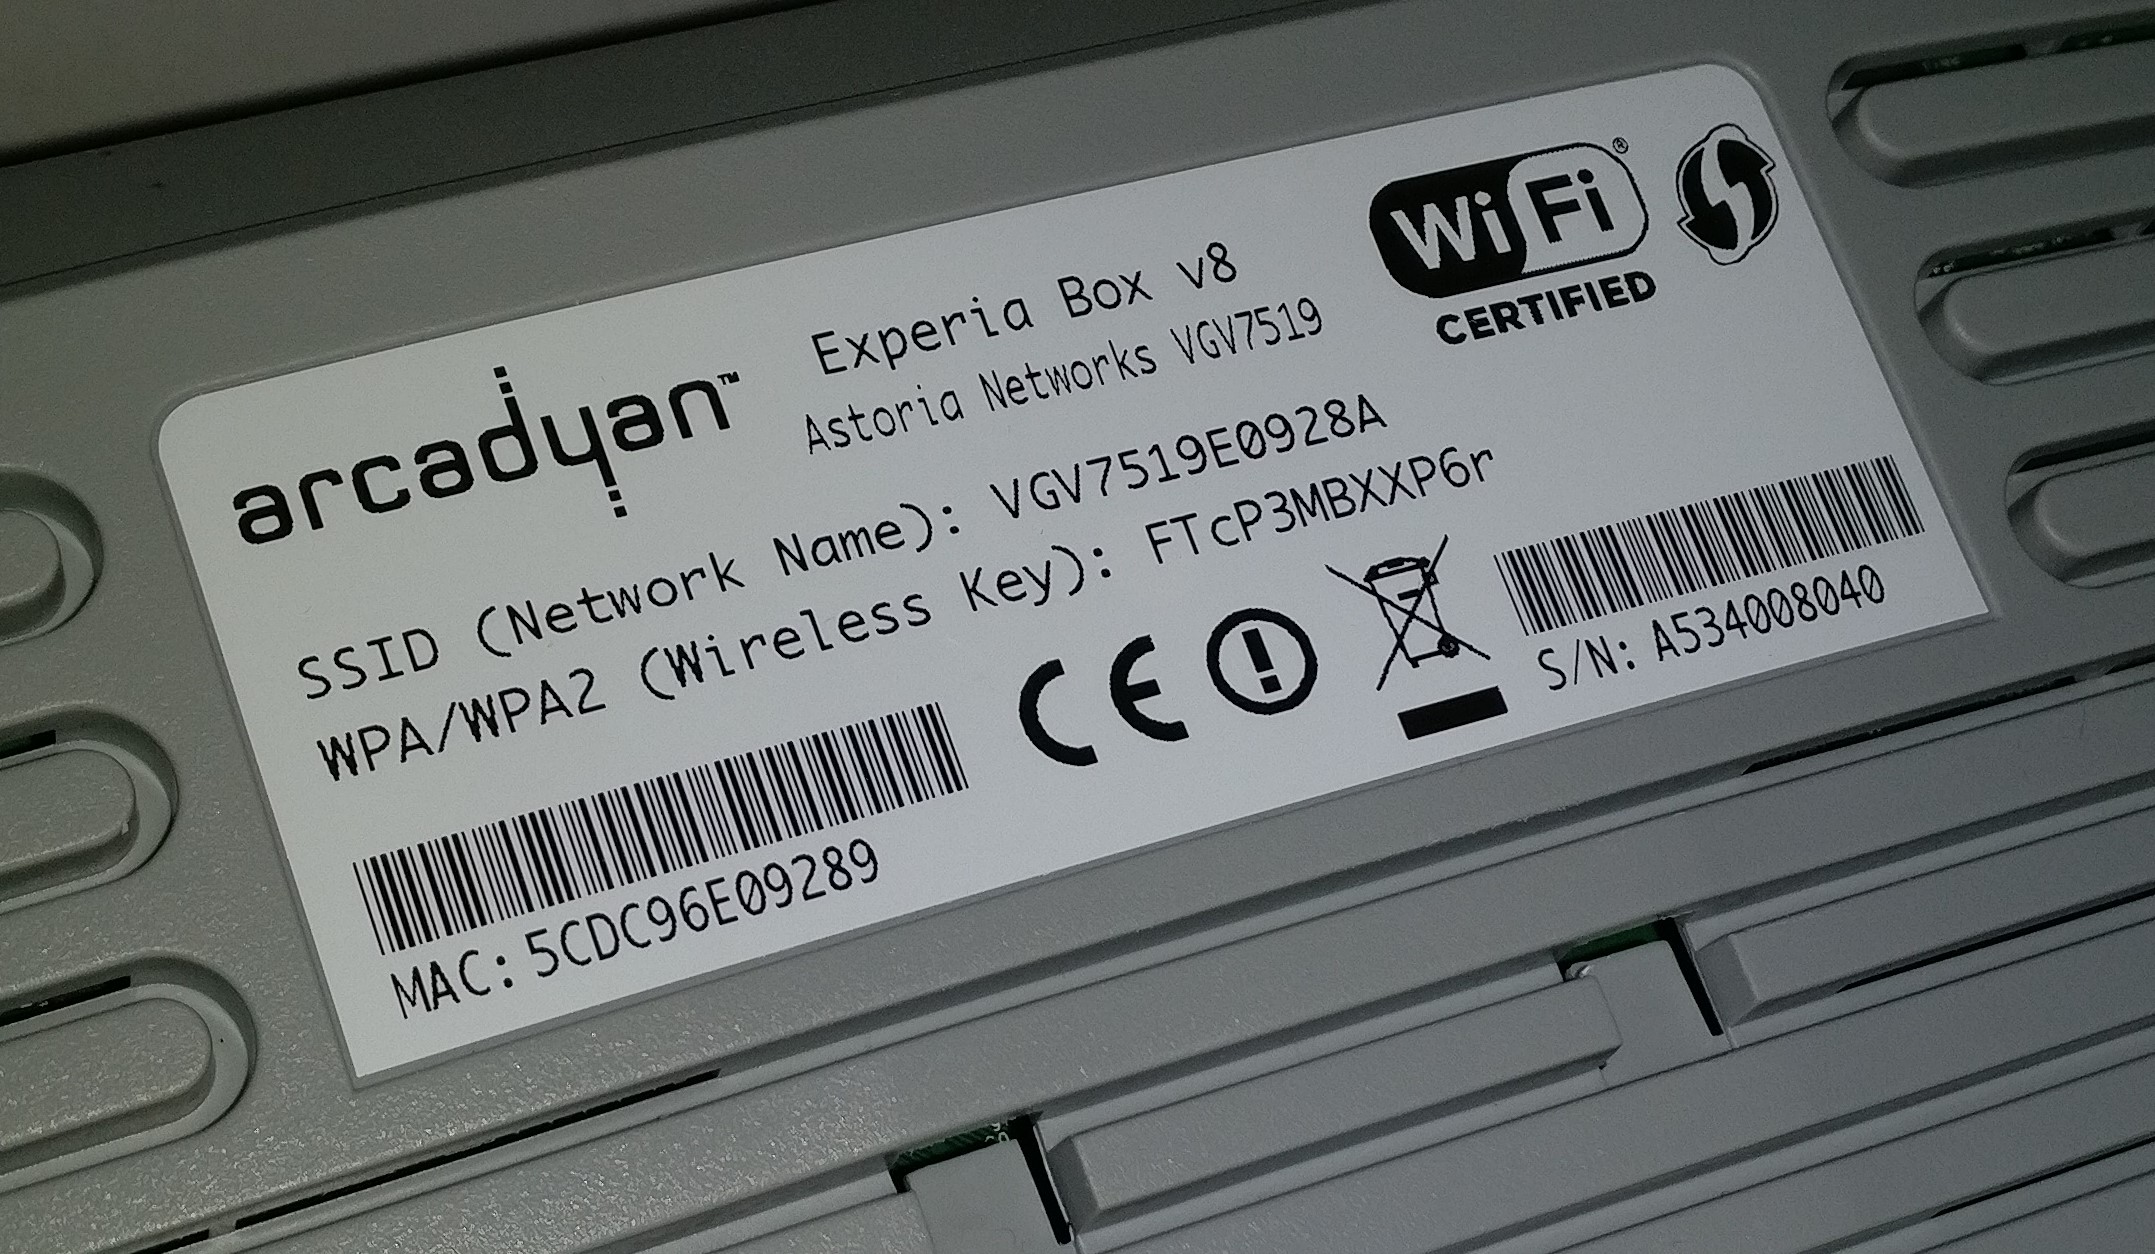 arcadyan™
Experia Box v8
Astoria Networks VGV7519
WiFi®
CERTIFIED
SSID (Network Name): VGV7519E0928A
WPA/WPA2 (Wireless Key): FTcP3MBXXP6r
MAC: 5CDC96E09289
CE
S/N: A534008040